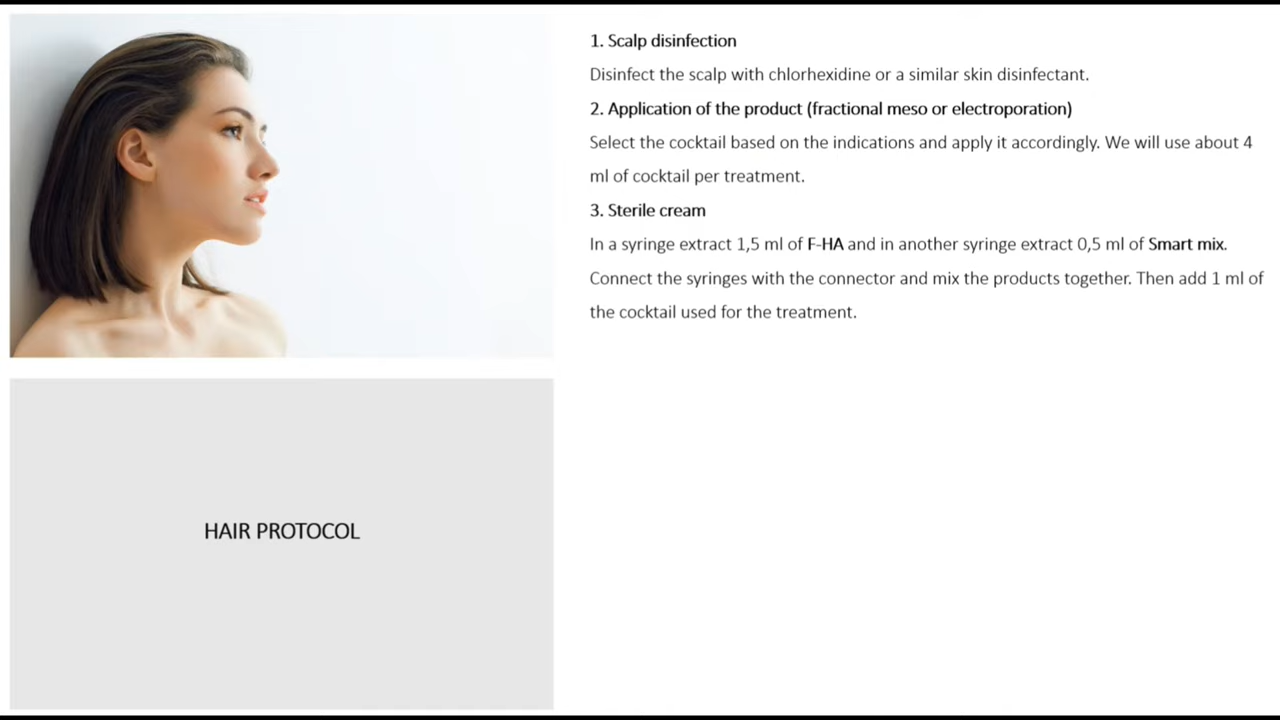 1. Scalp disinfection
Disinfect the scalp with chlorhexidine or a similar skin disinfectant.
2. Application of the product (fractional meso or electroporation)
Select the cocktail based on the indications and apply it accordingly. We will use about 4
ml of cocktail per treatment.
3. Sterile cream
In a syringe extract 1,5 ml of F-HA and in another syringe extract 0,5 ml of Smart mix.
Connect the syringes with the connector and mix the products together. Then add 1 ml of
the cocktail used for the treatment.
HAIR PROTOCOL